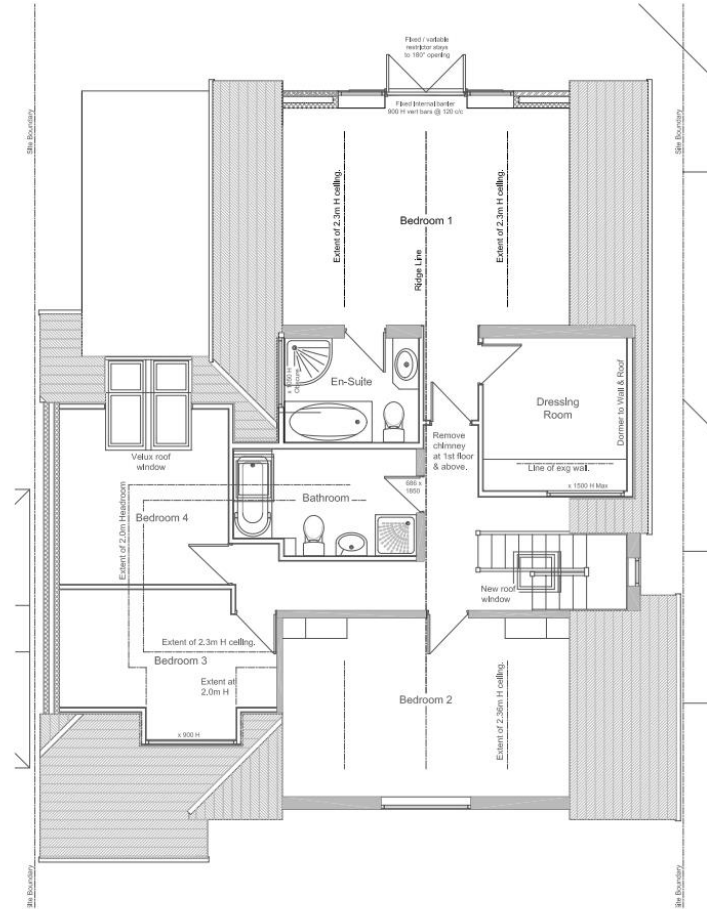 Fixed / variable
restrictor stays
to 180° opening
Fixed internal barrier
900 H vert bars @ 120 c/c
Site Boundary
Site Boundary
Extent of 2.3m H ceiling.
Bedroom 1
Ridge Line
Extent of 2.3m H ceiling.
x 1050 H
Obscure
En-Suite
Dressing
Room
Dormer to Wall & Roof
Remove
chimney
at 1st floor
& above.
Line of exg wall.
x 1500 H Max
Velux roof
window
Bathroom
686 x
1650
Bedroom 4
Extent of 2.0m Headroom
New roof
window
Extent of 2.3m H ceiling.
Bedroom 3
Extent at
2.0m H
x 900 H
Bedroom 2
Extent of 2.36m H ceiling.
Site Boundary
Site Boundary